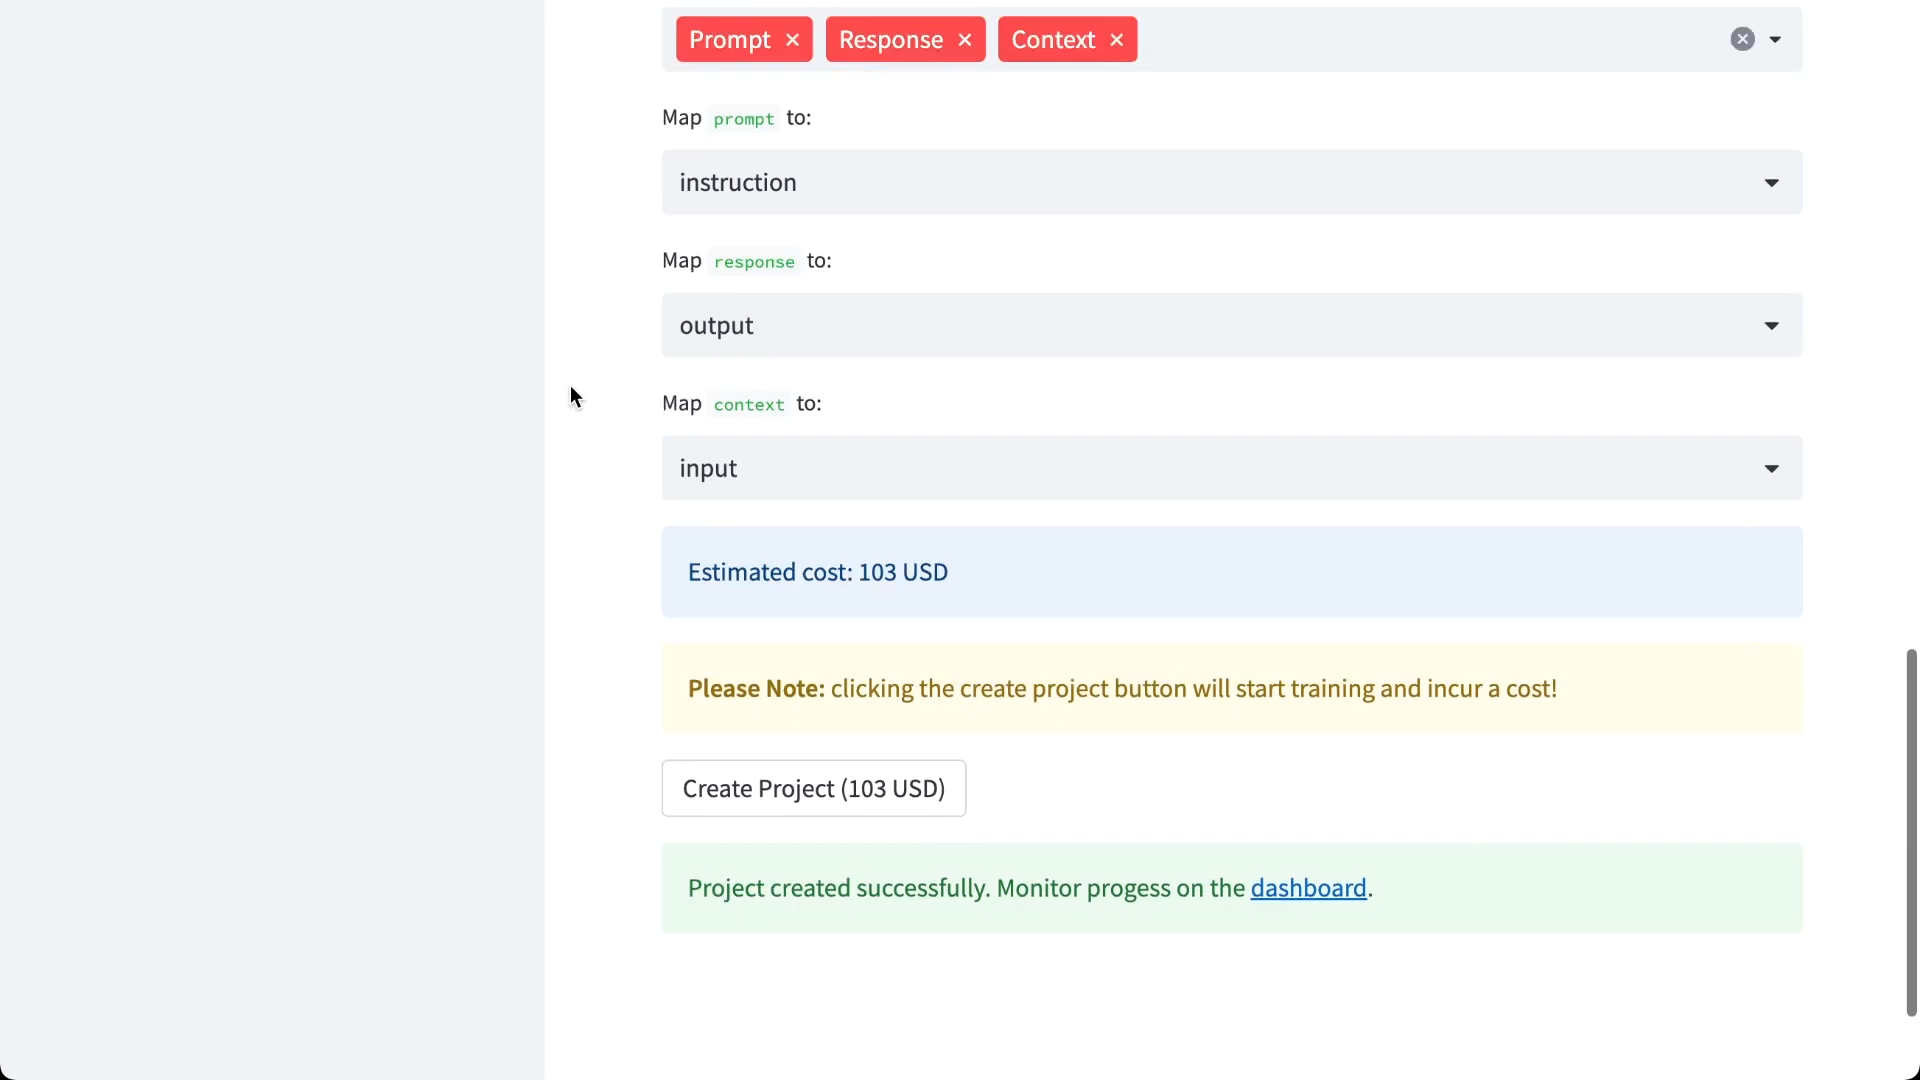 Prompt × Response × Context ×
Map prompt to:
instruction
Map response to:
output
Map context to:
input
Estimated cost: 103 USD
Please Note: clicking the create project button will start training and incur a cost!
Create Project (103 USD)
Project created successfully. Monitor progess on the dashboard.